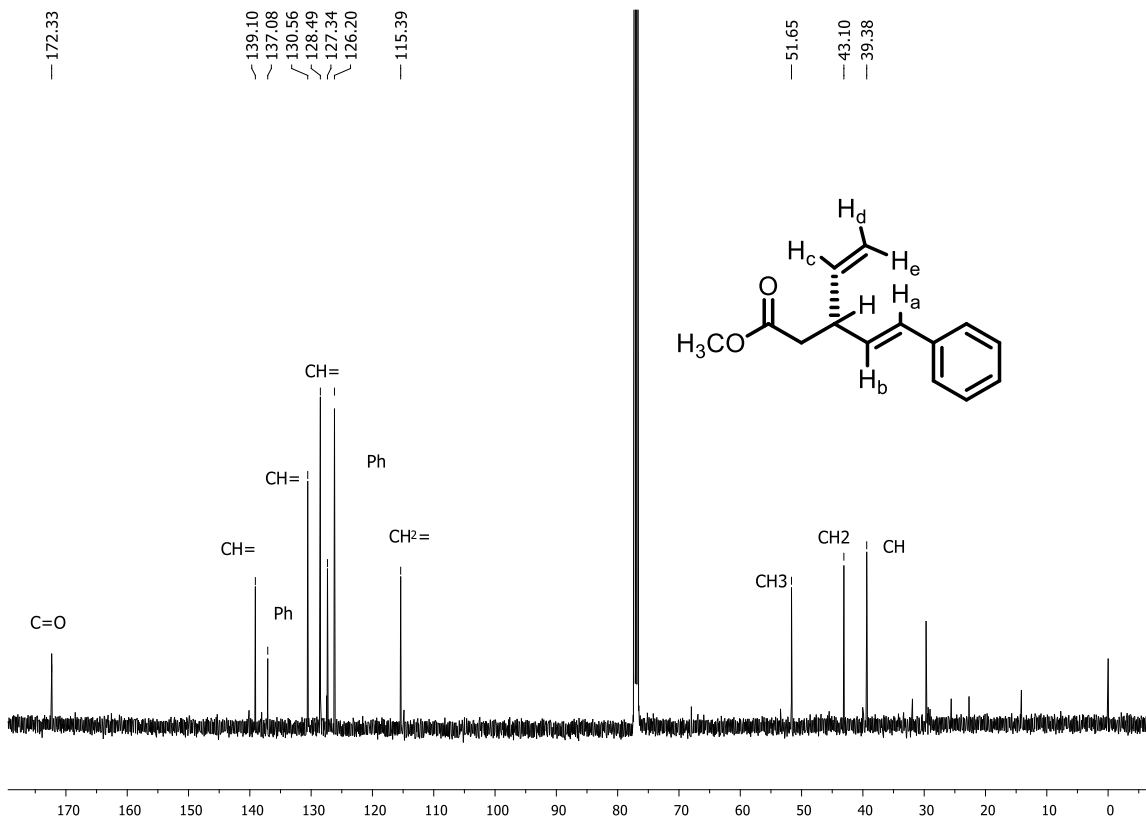 172.33
139.10
137.08
130.56
128.49
127.34
126.20
115.39
51.65
43.10
39.38
Hd
Hc
He
O
H
Ha
H3CO
Hb
CH=
Ph
CH=
CH2=
CH=
CH2
CH
CH3
Ph
C=O
170 160 150 140 130 120 110 100 90 80 70 60 50 40 30 20 10 0